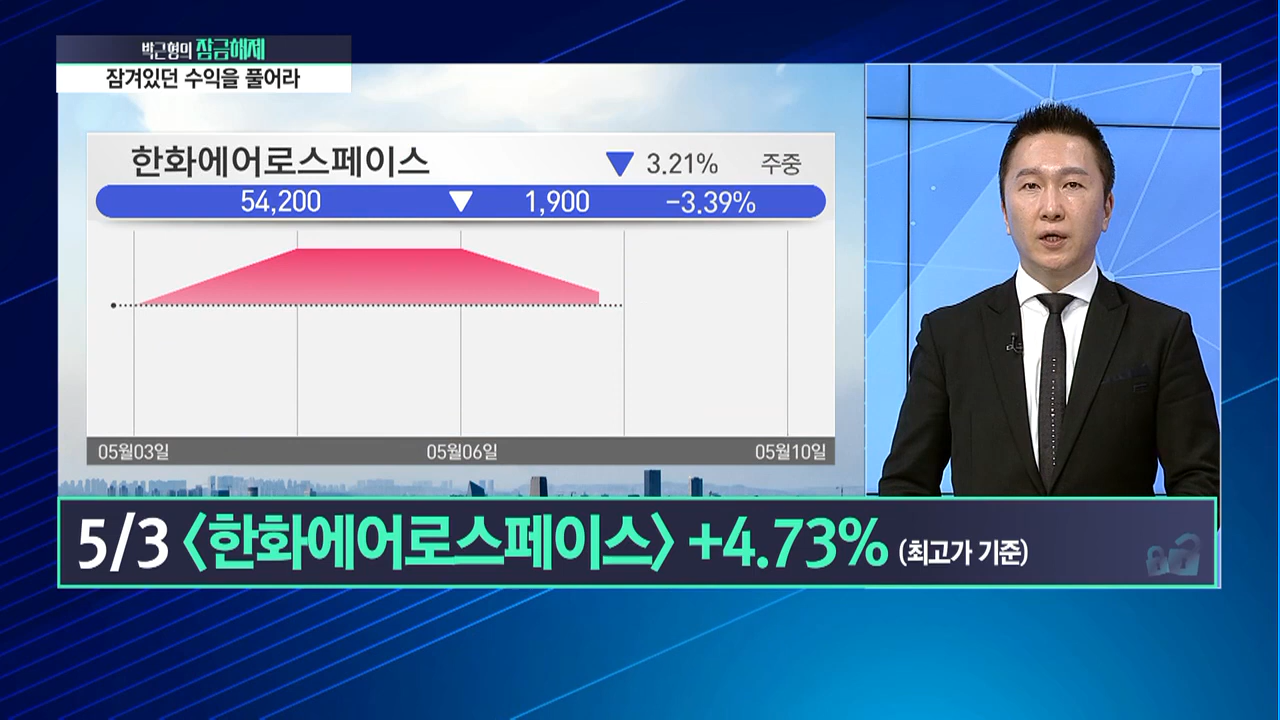 박근형의 잠금해제
잠겨있던 수익을 풀어라
한화에어로스페이스 ▼ 3.21% 주중
54,200 ▼ 1,900 -3.39%
05월03일 05월06일 05월10일
5/3 <한화에어로스페이스> +4.73% (최고가 기준)